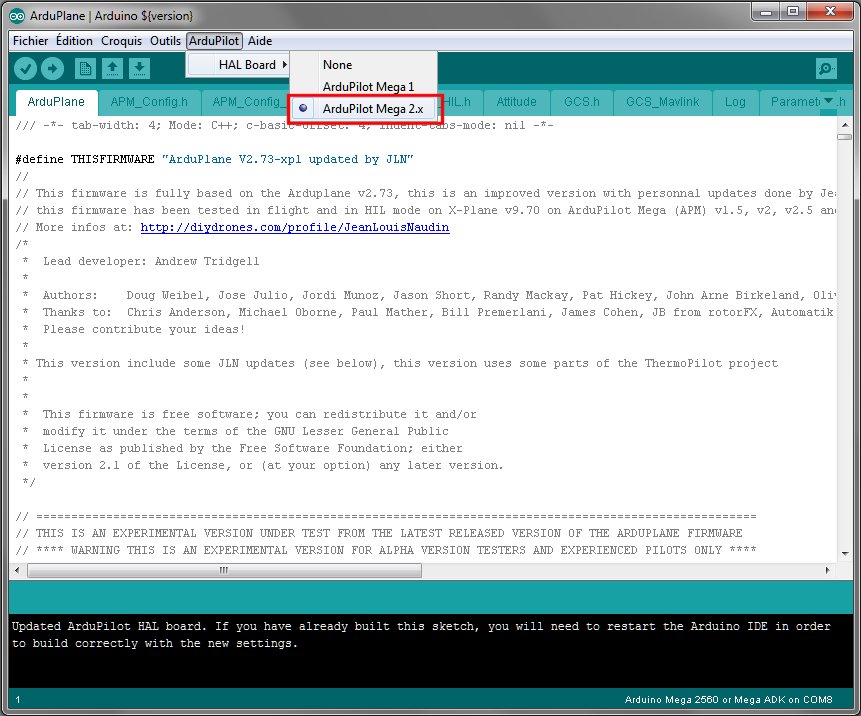 ArduPlane | Arduino ${version}
Fichier Édition Croquis Outils ArduPilot Aide
HAL Board
None
ArduPilot Mega 1
ArduPilot Mega 2.x
ArduPlane APM_Config.h APM_Config_ HIL.h Attitude GCS.h GCS_Mavlink Log Paramet .h
/// -*- tab-width: 4; Mode: C++; c-basic-offset: 4; indent-tabs-mode: nil -*-
#define THISFIRMWARE "ArduPlane V2.73-xpl updated by JLN"
//
// This firmware is fully based on the Arduplane v2.73, this is an improved version with personnal updates done by Je
// this firmware has been tested in flight and in HIL mode on X-Plane v9.70 on ArduPilot Mega (APM) v1.5, v2, v2.5 and
// More infos at: http://diydrones.com/profile/JeanLouisNaudin
/*
* Lead developer: Andrew Tridgell
*
* Authors: Doug Weibel, Jose Julio, Jordi Munoz, Jason Short, Randy Mackay, Pat Hickey, John Arne Birkeland, Oliv
* Thanks to: Chris Anderson, Michael Oborne, Paul Mather, Bill Premerlani, James Cohen, JB from rotorFX, Automatik
* Please contribute your ideas!
*
* This version include some JLN updates (see below), this version uses some parts of the ThermoPilot project
*
*
* This firmware is free software; you can redistribute it and/or
* modify it under the terms of the GNU Lesser General Public
* License as published by the Free Software Foundation; either
* version 2.1 of the License, or (at your option) any later version.
*/
// =======================================================================================================
// THIS IS AN EXPERIMENTAL VERSION UNDER TEST FROM THE LATEST RELEASED VERSION OF THE ARDUPLANE FIRMWARE
// **** WARNING THIS IS AN EXPERIMENTAL VERSION FOR ALPHA VERSION TESTERS AND EXPERIENCED PILOTS ONLY ****
Updated ArduPilot HAL board. If you have already built this sketch, you will need to restart the Arduino IDE in order
to build correctly with the new settings.
1 Arduino Mega 2560 or Mega ADK on COM8